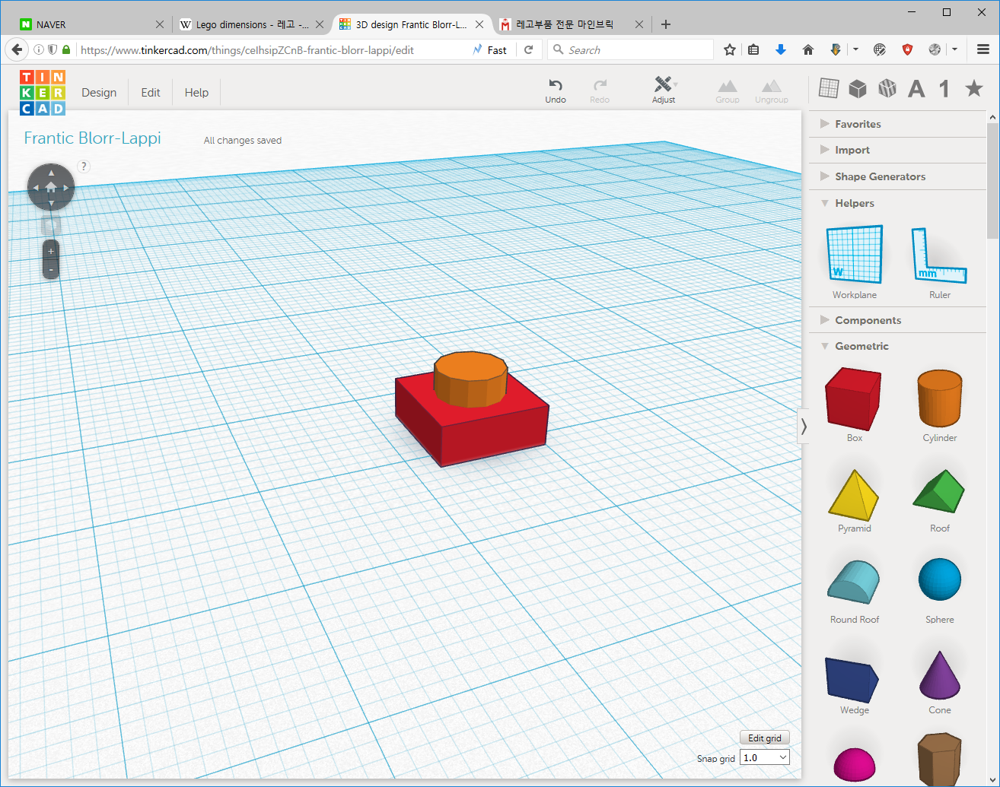 NAVER
Lego dimensions - 레고 -...
3D design Frantic Blorr-L...
레고부품 전문 마인브릭
https://www.tinkercad.com/things/ceIhsipZCnB-frantic-blorr-lappi/edit
Fast
Search
TIN
KER
CAD
Design
Edit
Help
Undo
Redo
Adjust
Group
Ungroup
A
1
Frantic Blorr-Lappi
All changes saved
?
+
-
Favorites
Import
Shape Generators
Helpers
W
mm
Workplane
Ruler
Components
Geometric
Box
Cylinder
Pyramid
Roof
Round Roof
Sphere
Wedge
Cone
Edit grid
Snap grid
1.0